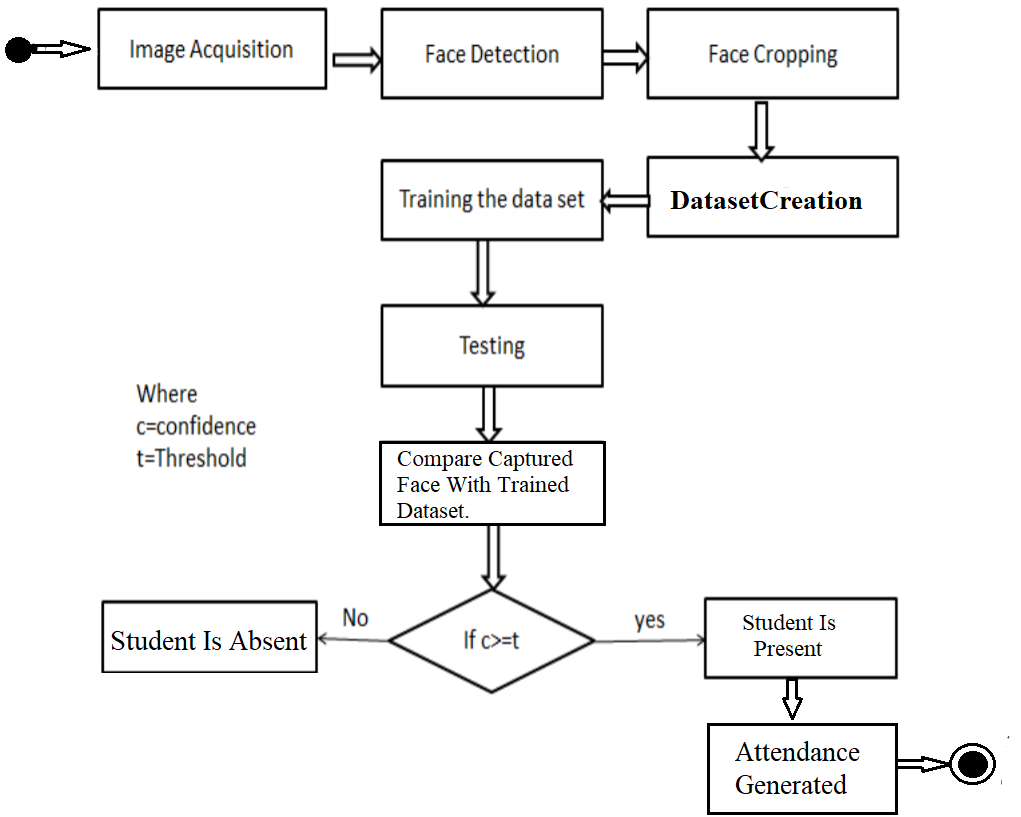 Image Acquisition
Face Detection
Face Cropping
DatasetCreation
Training the data set
Testing
Where
c=confidence
t=Threshold
Compare Captured
Face With Trained
Dataset.
If c>=t
No
Student Is Absent
yes
Student Is
Present
Attendance
Generated